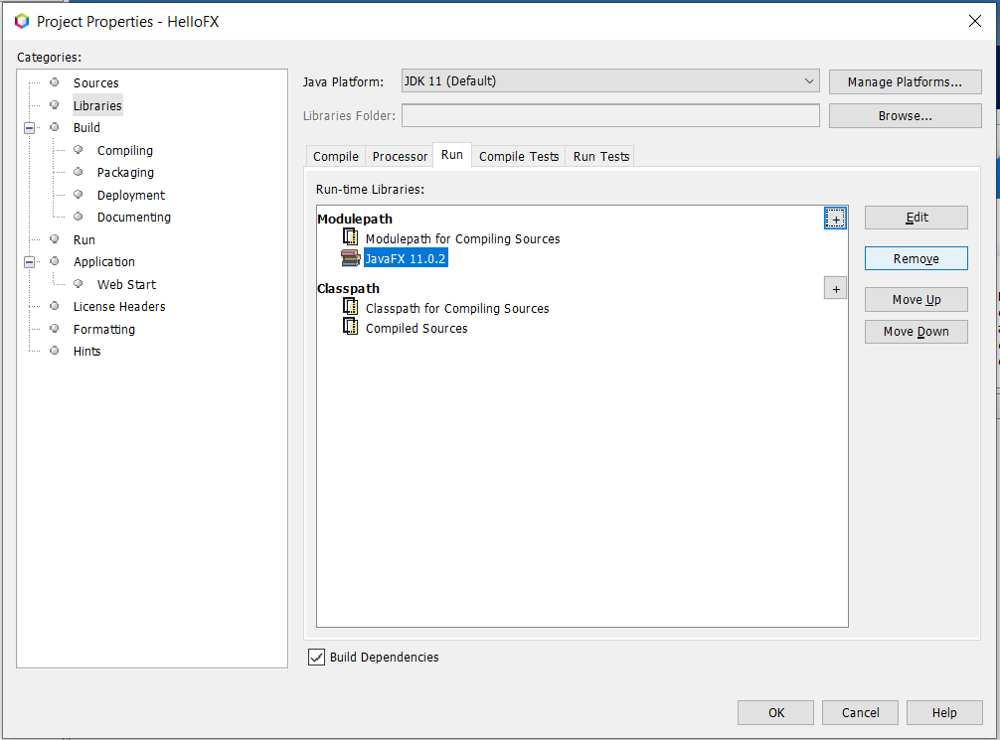 Project Properties - HelloFX
Categories:
Sources
Libraries
Build
Compiling
Packaging
Deployment
Documenting
Run
Application
Web Start
License Headers
Formatting
Hints
Java Platform: JDK 11 (Default) Manage Platforms...
Libraries Folder: Browse...
Compile Processor Run Compile Tests Run Tests
Run-time Libraries:
Modulepath +
Modulepath for Compiling Sources
JavaFX 11.0.2
Classpath +
Classpath for Compiling Sources
Compiled Sources
Edit
Remove
Move Up
Move Down
Build Dependencies
OK Cancel Help